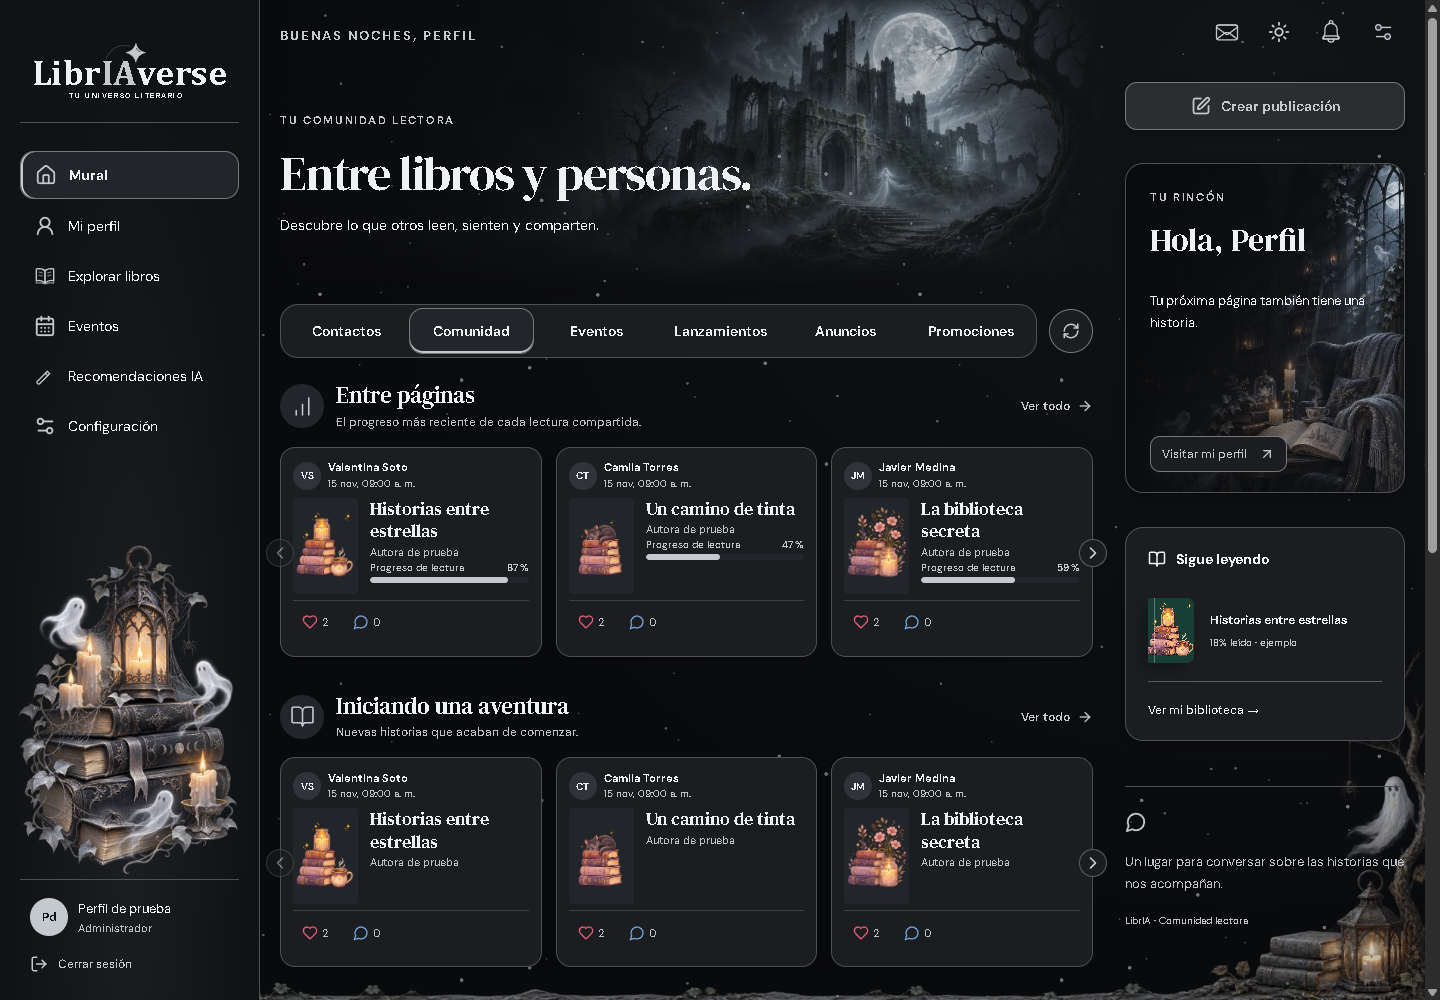 LibrIAverse
TU UNIVERSO LITERARIO
Mural
Mi perfil
Explorar libros
Eventos
Recomendaciones IA
Configuración
Pd
Perfil de prueba
Administrador
Cerrar sesión
BUENAS NOCHES, PERFIL
TU COMUNIDAD LECTORA
Entre libros y personas.
Descubre lo que otros leen, sienten y comparten.
Contactos
Comunidad
Eventos
Lanzamientos
Anuncios
Promociones
Entre páginas
El progreso más reciente de cada lectura compartida.
Ver todo →
VS
Valentina Soto
15 nov, 09:00 a. m.
Historias entre
estrellas
Autora de prueba
Progreso de lectura 87 %
2 0
CT
Camila Torres
15 nov, 09:00 a. m.
Un camino de tinta
Autora de prueba
Progreso de lectura 47 %
2 0
JM
Javier Medina
15 nov, 09:00 a. m.
La biblioteca
secreta
Autora de prueba
Progreso de lectura 59 %
2 0
Iniciando una aventura
Nuevas historias que acaban de comenzar.
Ver todo →
VS
Valentina Soto
15 nov, 09:00 a. m.
Historias entre
estrellas
Autora de prueba
2 0
CT
Camila Torres
15 nov, 09:00 a. m.
Un camino de tinta
Autora de prueba
2 0
JM
Javier Medina
15 nov, 09:00 a. m.
La biblioteca
secreta
Autora de prueba
2 0
Crear publicación
TU RINCÓN
Hola, Perfil
Tu próxima página también tiene una
historia.
Visitar mi perfil
Sigue leyendo
Historias entre estrellas
18% leído · ejemplo
Ver mi biblioteca →
Un lugar para conversar sobre las historias que
nos acompañan.
LibrIA · Comunidad lectora